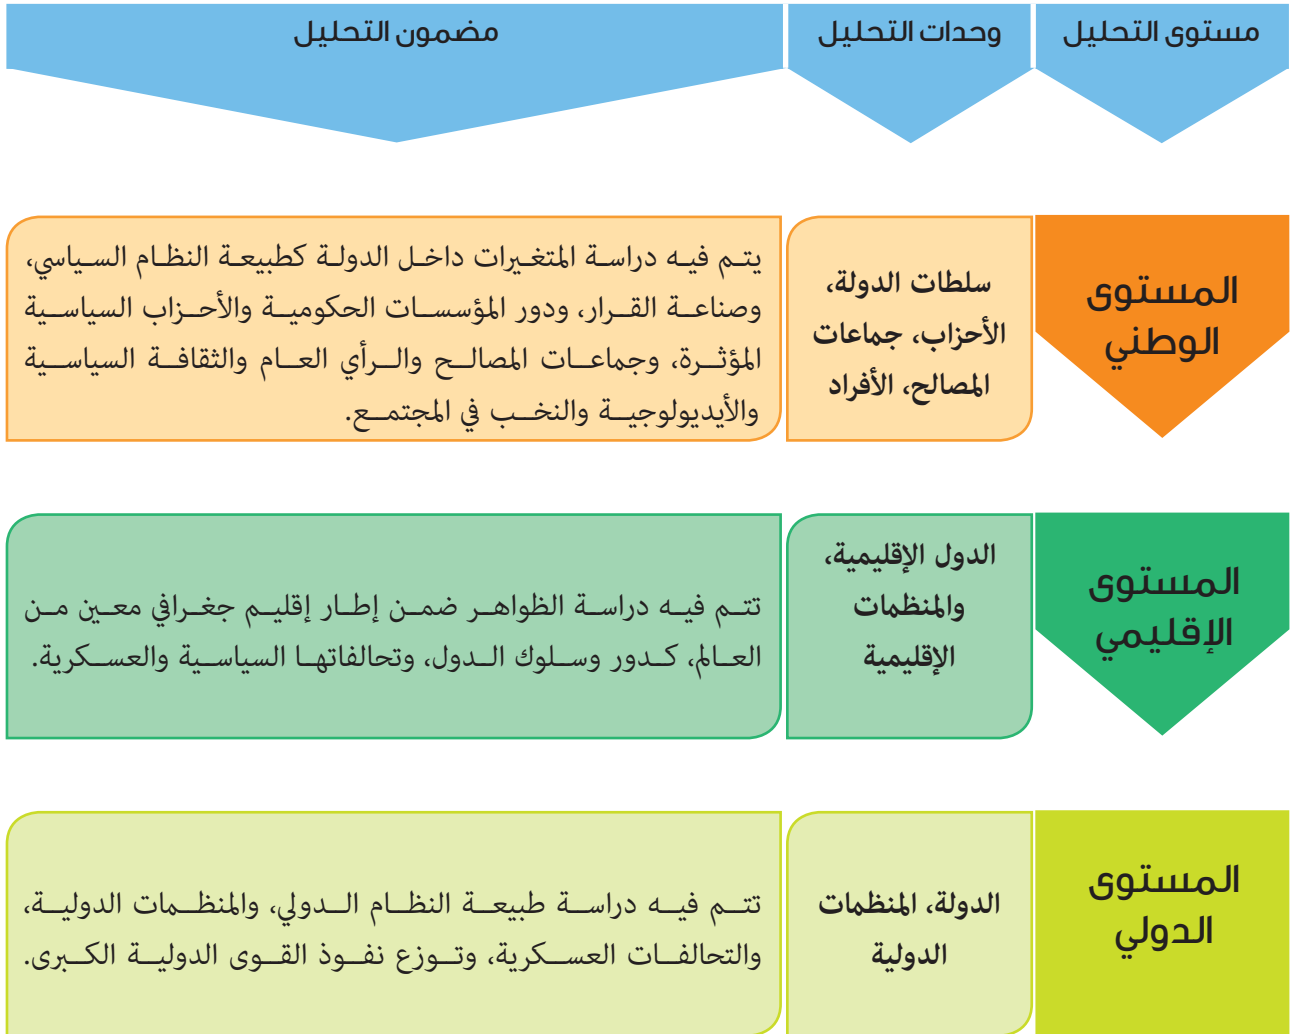 مستوى التحليل
وحدات التحليل
مضمون التحليل
المستوى
الوطني
سلطات الدولة،
الأحزاب، جماعات
المصالح، الأفراد
يتم فيه دراسة المتغيرات داخل الدولة كطبيعة النظام السياسي،
وصناعة القرار، ودور المؤسسات الحكومية والأحزاب السياسية
المؤثرة، وجماعات المصالح والرأي العام والثقافة السياسية
والأيديولوجية والنخب في المجتمع.
المستوى
الإقليمي
الدول الإقليمية،
والمنظمات
الإقليمية
تتم فيه دراسة الظواهر ضمن إطار إقليم جغرافي معين من
العالم، كدور وسلوك الدول، وتحالفاتها السياسية والعسكرية.
المستوى
الدولي
الدولة، المنظمات
الدولية
تتم فيه دراسة طبيعة النظام الدولي، والمنظمات الدولية،
والتحالفات العسكرية، وتوزع نفوذ القوى الدولية الكبرى.